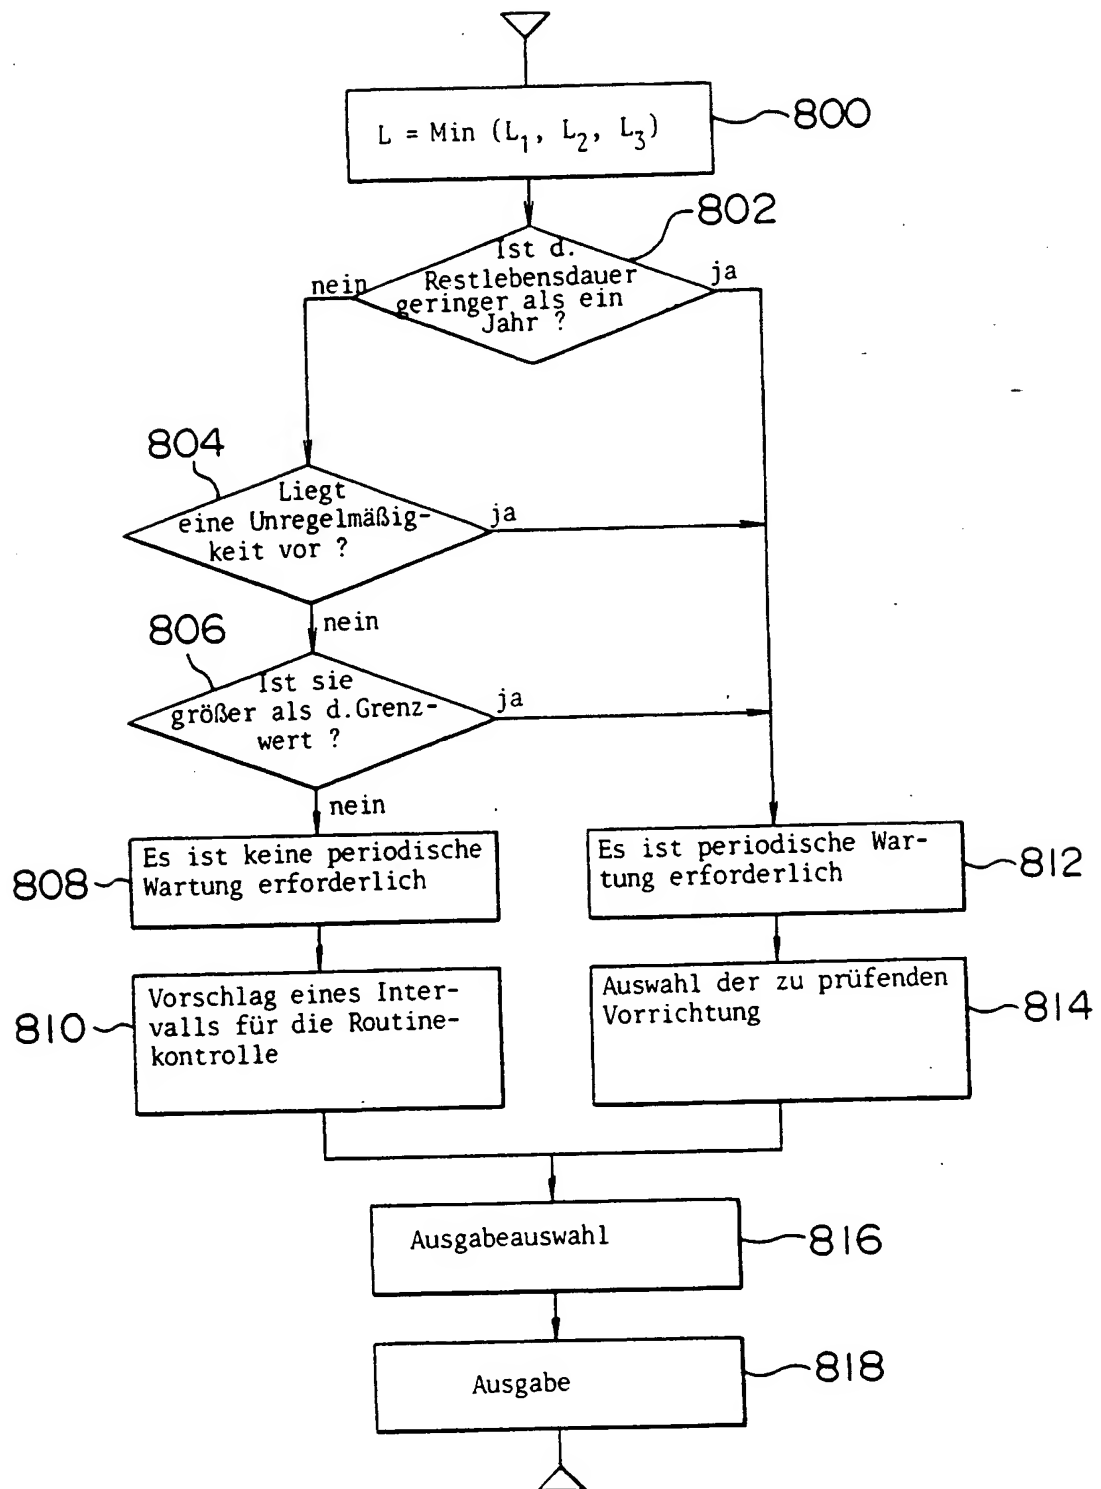 800
L = Min (L₁, L₂, L₃)
802
Ist d.
Restlebensdauer
geringer als ein
Jahr ?
nein
ja
804
Liegt
eine Unregelmäßig-
keit vor ?
ja
nein
806
Ist sie
größer als d.Grenz-
wert ?
ja
nein
808
Es ist keine periodische
Wartung erforderlich
812
Es ist periodische War-
tung erforderlich
810
Vorschlag eines Inter-
valls für die Routine-
kontrolle
814
Auswahl der zu prüfenden
Vorrichtung
816
Ausgabeauswahl
818
Ausgabe